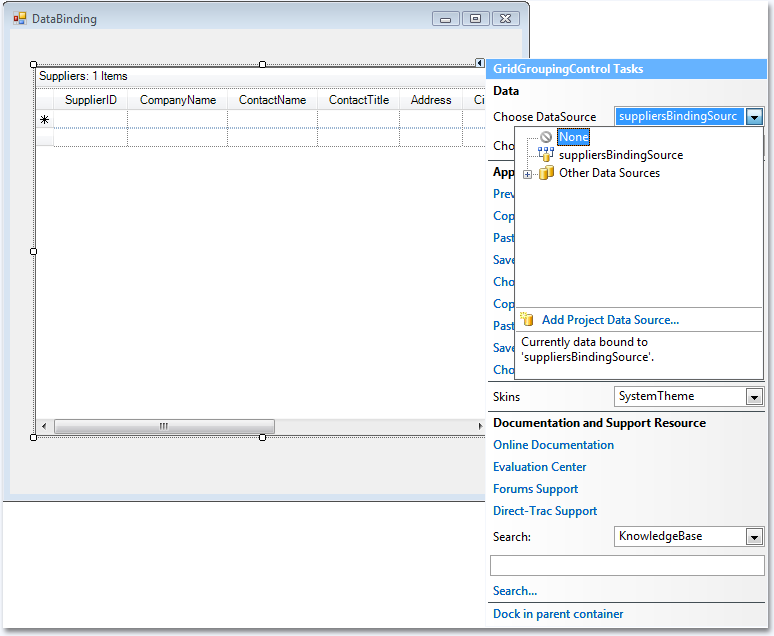 DataBinding
Suppliers: 1 Items
SupplierID CompanyName ContactName ContactTitle Address Ci
GridGroupingControl Tasks
Data
Choose DataSource suppliersBindingSourc
None
Cho
suppliersBindingSource
App
Other Data Sources
Prev
Cop
Past
Save
Cho
Cop
Add Project Data Source...
Past
Currently data bound to
Save
'suppliersBindingSource'.
Cho
Skins SystemTheme
Documentation and Support Resource
Online Documentation
Evaluation Center
Forums Support
Direct-Trac Support
Search: KnowledgeBase
Search...
Dock in parent container